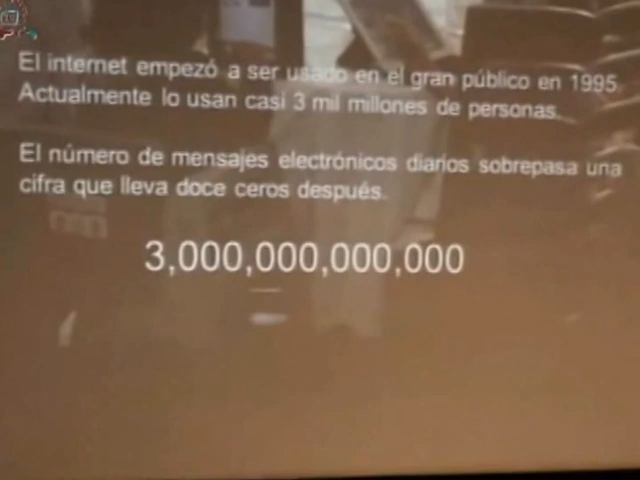 El internet empezó a ser usado en el gran público en 1995.
Actualmente lo usan casi 3 mil millones de personas.
El número de mensajes electrónicos diarios sobrepasa una
cifra que lleva doce ceros después.
3,000,000,000,000